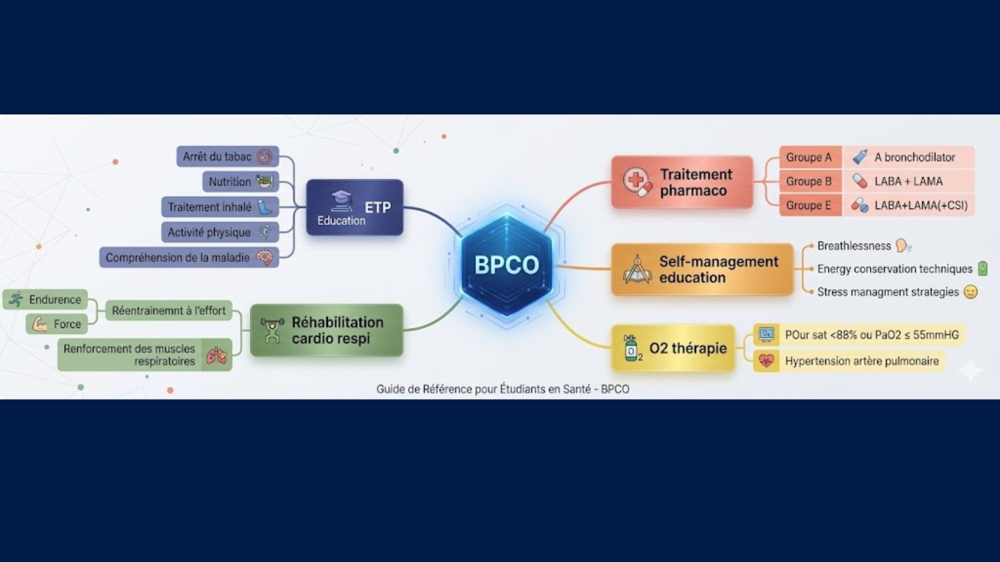 Arrêt du tabac
Nutrition
Traitement inhalé
Activité physique
Compréhension de la maladie
ETP
Education
Endurence
Force
Réentrainemnt à l'effort
Renforcement des muscles
respiratoires
Réhabilitation
cardio respi
BPCO
Traitement
pharmaco
Groupe A A bronchodilator
Groupe B LABA + LAMA
Groupe E LABA+LAMA(+CSI)
Self-management
education
Breathlessness
Energy conservation techniques
Stress managment strategies
O2
O2 thérapie
O2
POur sat <88% ou PaO2 ≤ 55mmHG
Hypertension artère pulmonaire
Guide de Référence pour Étudiants en Santé - BPCO